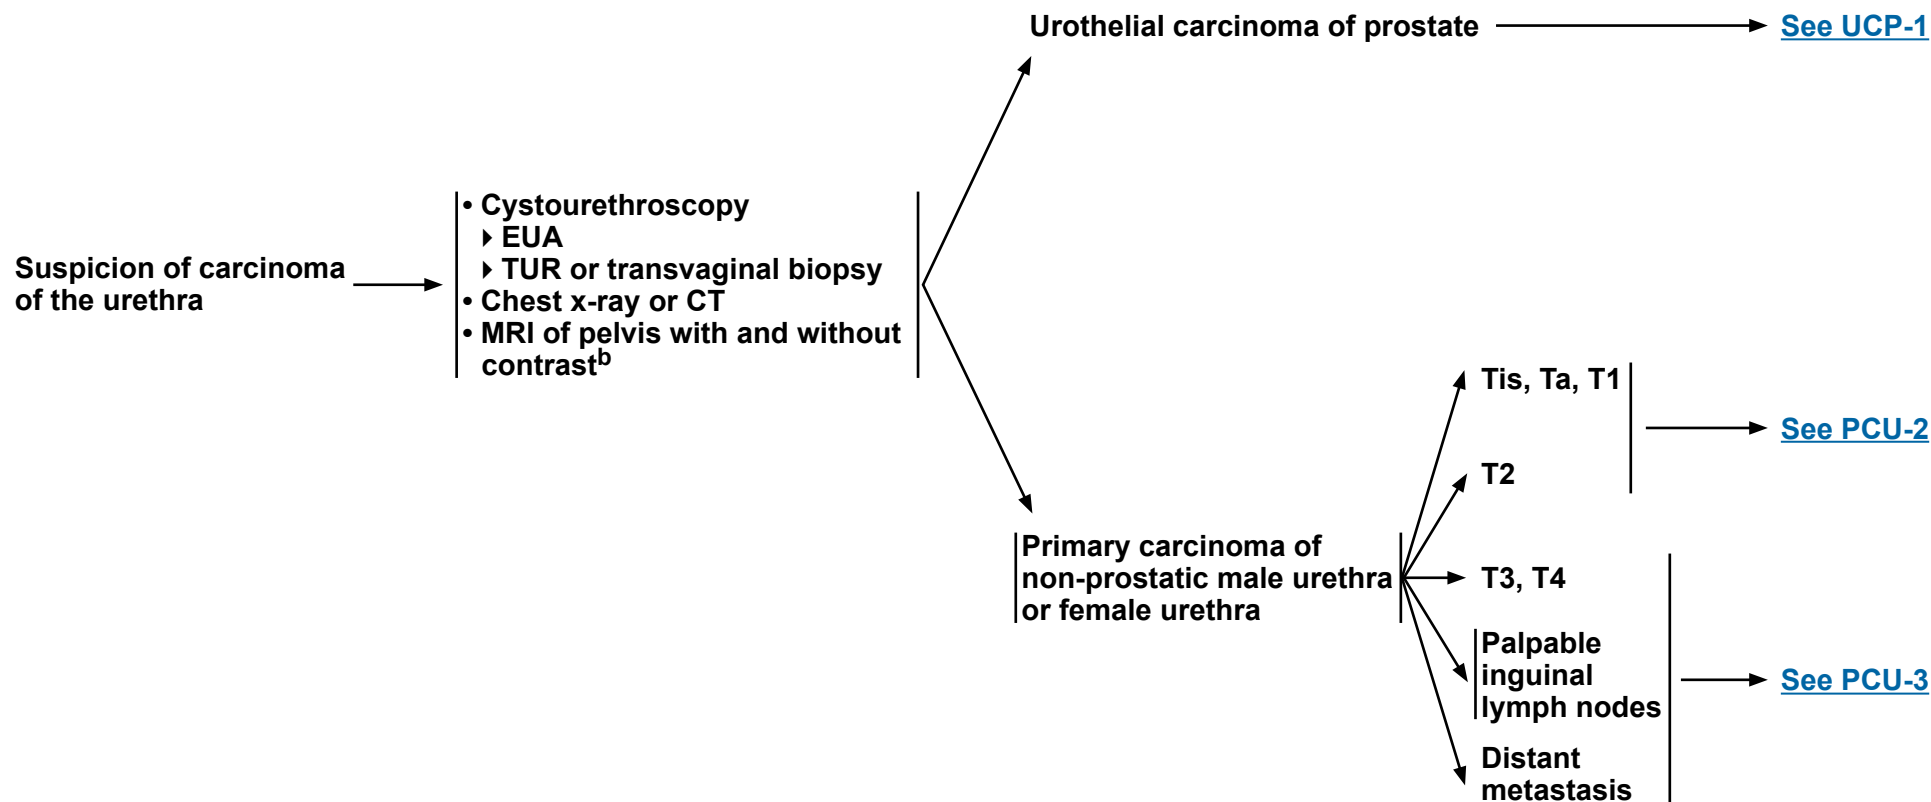 Urothelial carcinoma of prostate
See UCP-1
Suspicion of carcinoma
of the urethra
• Cystourethroscopy
▸ EUA
▸ TUR or transvaginal biopsy
• Chest x-ray or CT
• MRI of pelvis with and without
contrastᵇ
Primary carcinoma of
non-prostatic male urethra
or female urethra
Tis, Ta, T1
T2
See PCU-2
T3, T4
Palpable
inguinal
lymph nodes
Distant
metastasis
See PCU-3